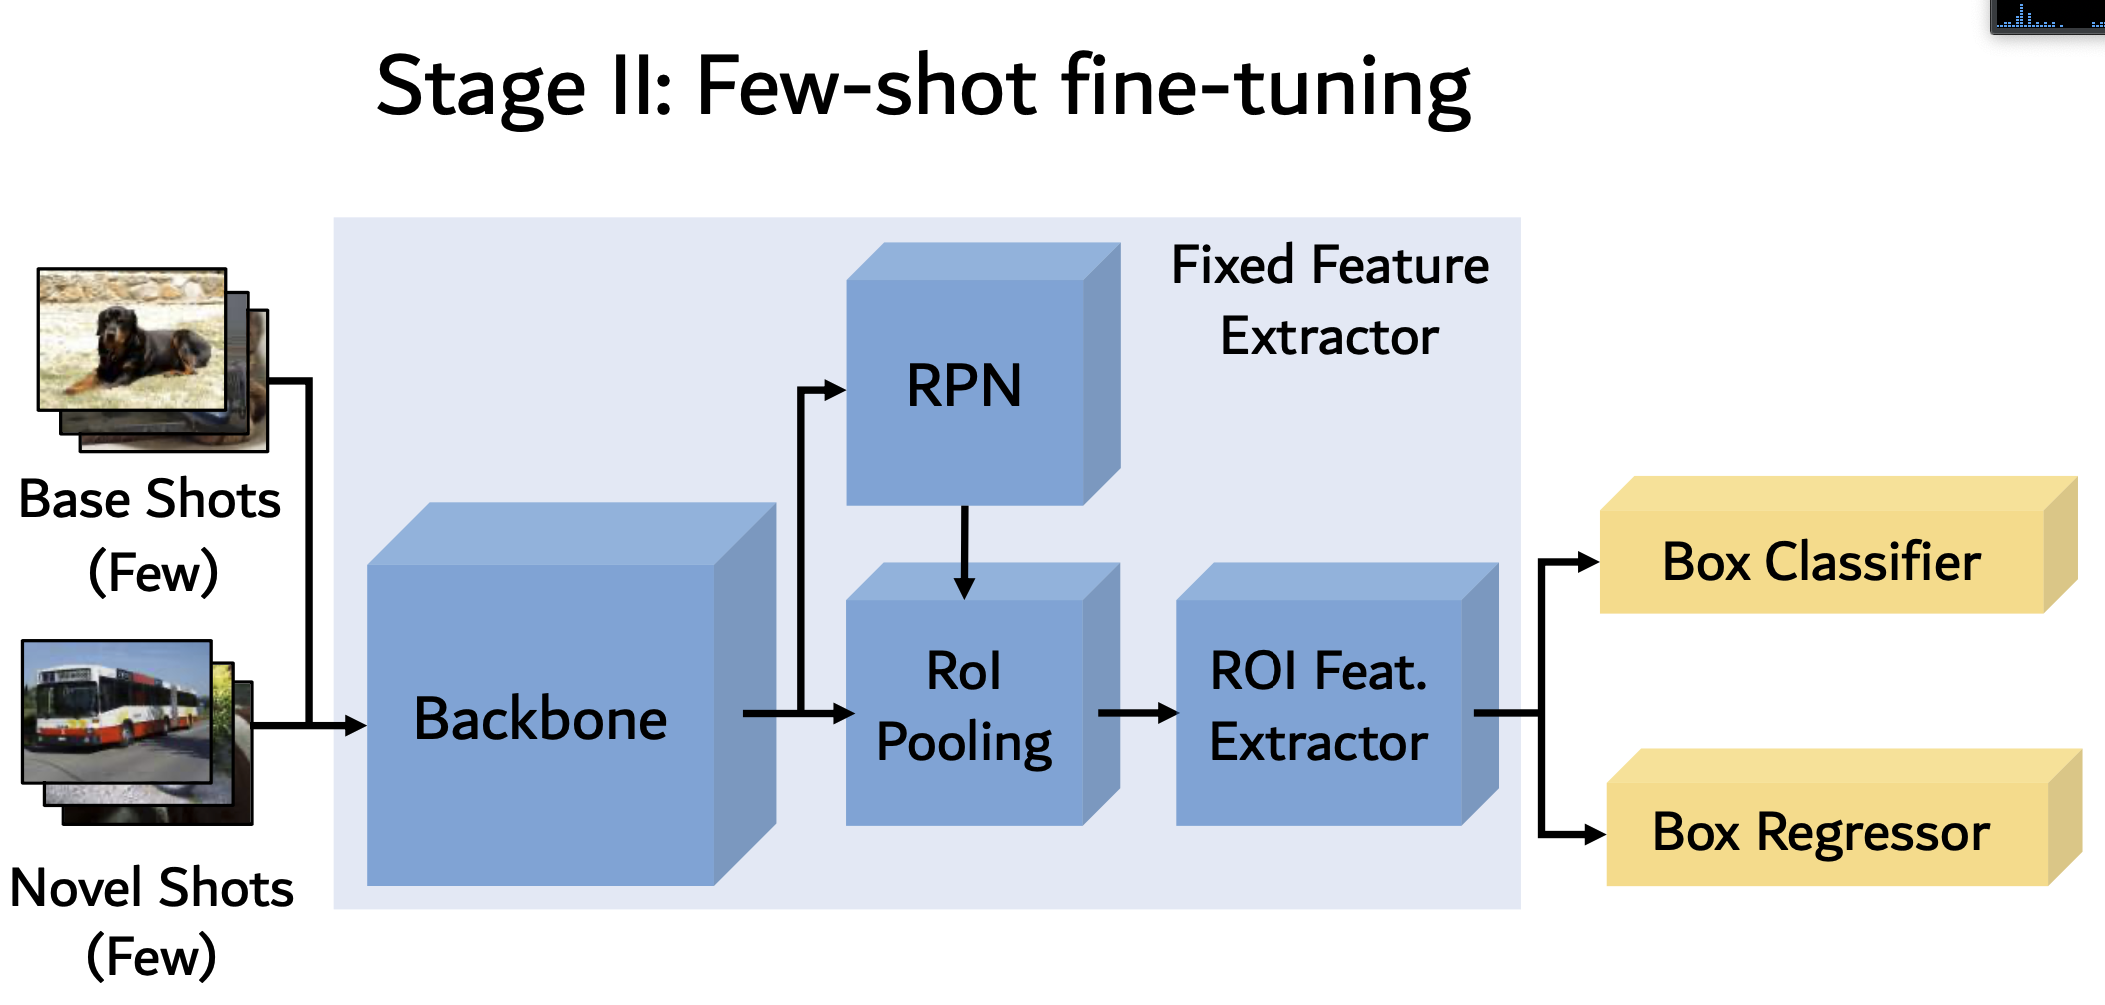 Stage II: Few-shot fine-tuning
Fixed Feature
Extractor
RPN
Base Shots
(Few)
Backbone
RoI
Pooling
ROI Feat.
Extractor
Box Classifier
Box Regressor
Novel Shots
(Few)